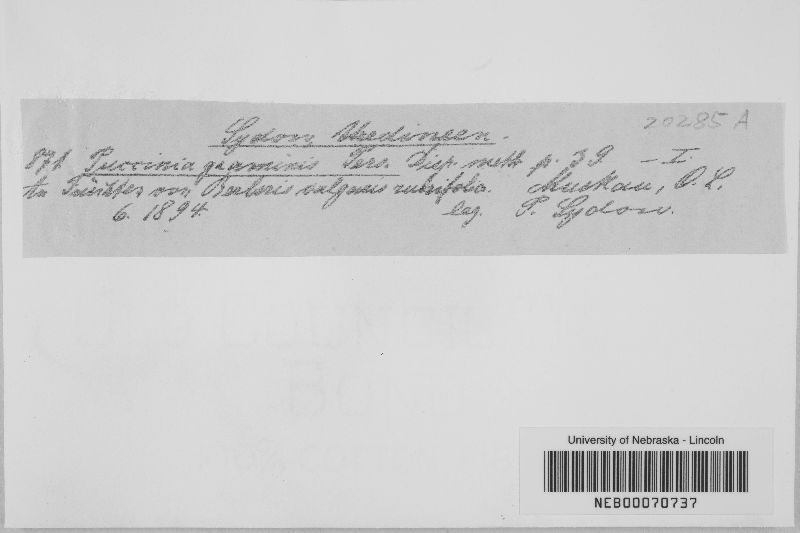 20285 A
Sydow, Uredineen.
871 Puccinia graminis Pers. Disp. meth. p. 39 - I.
An Früchten von Berberis vulgaris rubrifolia. Muskau, O. L.
6. 1894. leg. P. Sydow.
University of Nebraska - Lincoln
NEB00070737